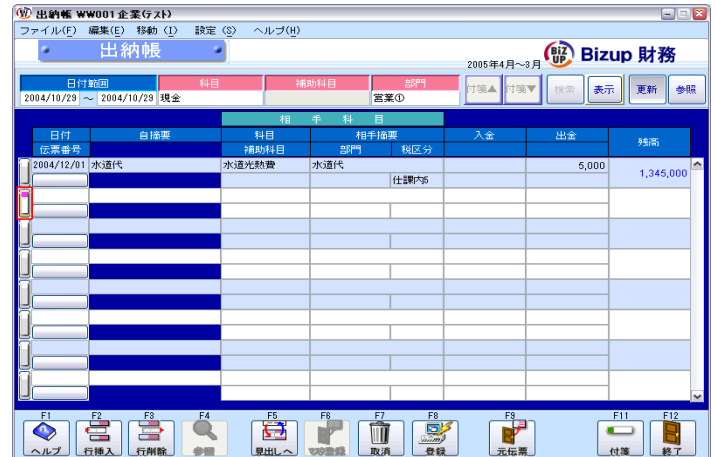 出納帳 WW001 企業(テスト)
ファイル(F) 編集(E) 移動(I) 設定(S) ヘルプ(H)
出納帳
2005年4月～3月
BIZ UP Bizup 財務
日付範囲 科目 補助科目 部門
2004/10/29 ～ 2004/10/29 現金 営業①
付箋▲ 付箋▼ 検索 表示 更新 参照
相 手 科 目
日付 自摘要 科目 相手摘要 入金 出金 残高
伝票番号 補助科目 部門 税区分
2004/12/01 水道代 水道光熱費 水道代 5,000
1,345,000
仕課内5
F1 F2 F3 F4 F5 F6 F7 F8 F9 F11 F12
ヘルプ 行挿入 行削除 参照 見出しへ マスタ登録 取消 登録 元伝票 付箋 終了